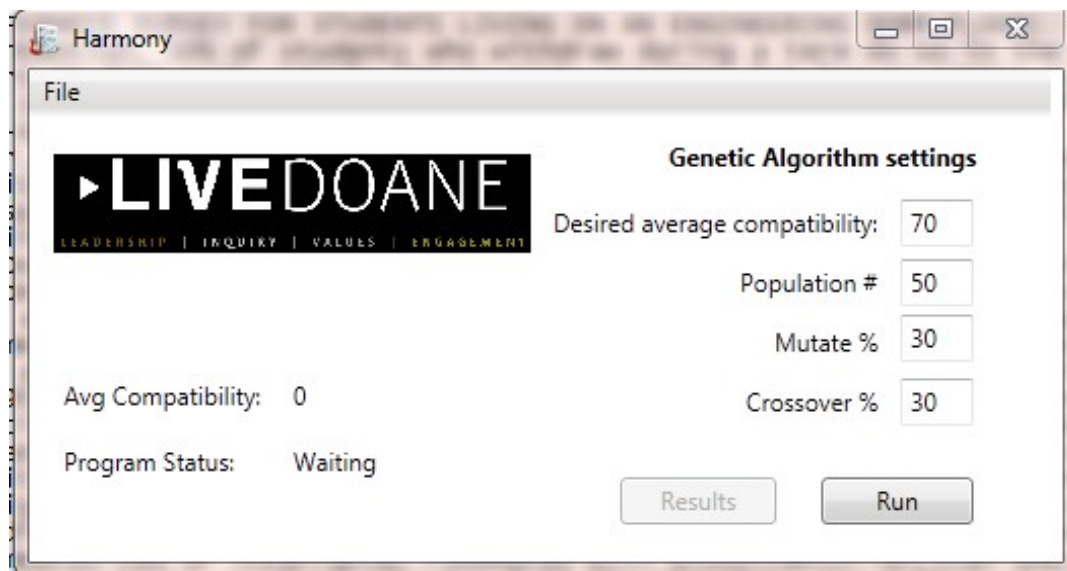 Harmony
File
LIVEDOANE
LEADERSHIP | INQUIRY | VALUES | ENGAGEMENT
Genetic Algorithm settings
Desired average compatibility: 70
Population # 50
Mutate % 30
Avg Compatibility: 0
Crossover % 30
Program Status: Waiting
Results
Run